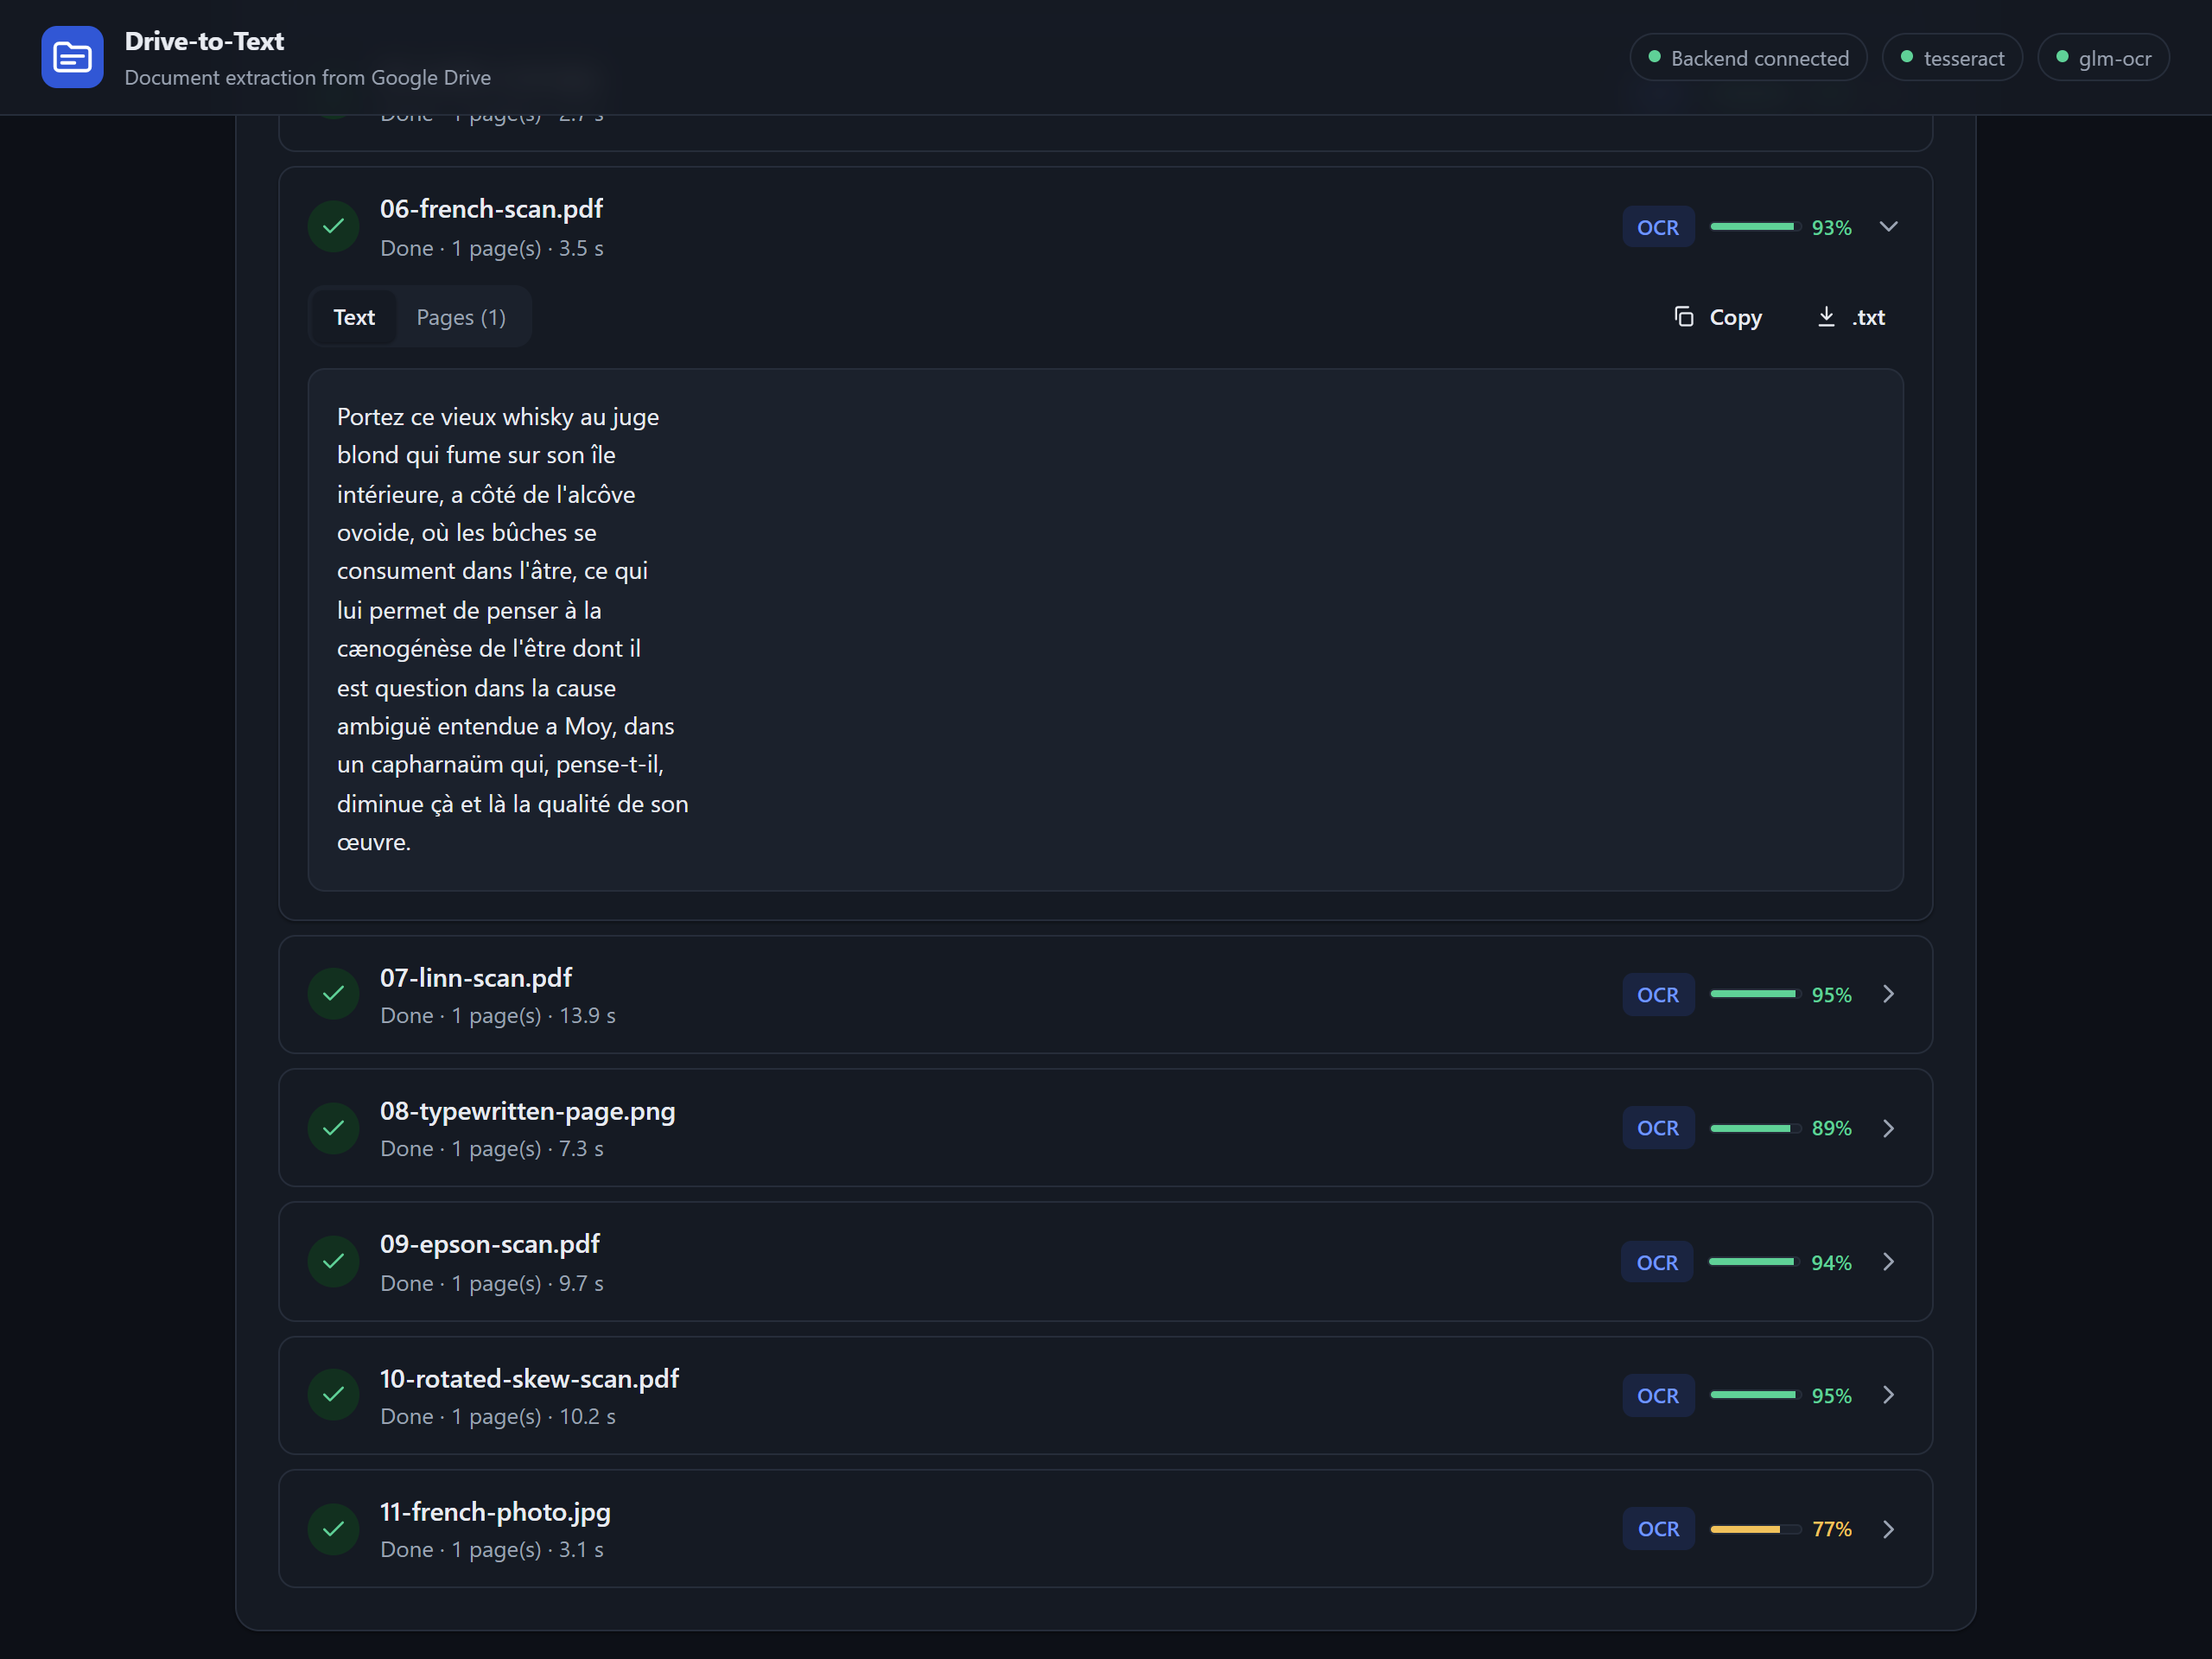 Drive-to-Text
Document extraction from Google Drive
Backend connected
tesseract
glm-ocr
Done · 1 page(s) · 2.7 s
06-french-scan.pdf
Done · 1 page(s) · 3.5 s
OCR
93%
Text
Pages (1)
Copy
.txt
Portez ce vieux whisky au juge
blond qui fume sur son île
intérieure, a côté de l'alcôve
ovoide, où les bûches se
consument dans l'âtre, ce qui
lui permet de penser à la
cænogénèse de l'être dont il
est question dans la cause
ambiguë entendue a Moy, dans
un capharnaüm qui, pense-t-il,
diminue çà et là la qualité de son
œuvre.
07-linn-scan.pdf
Done · 1 page(s) · 13.9 s
OCR
95%
08-typewritten-page.png
Done · 1 page(s) · 7.3 s
OCR
89%
09-epson-scan.pdf
Done · 1 page(s) · 9.7 s
OCR
94%
10-rotated-skew-scan.pdf
Done · 1 page(s) · 10.2 s
OCR
95%
11-french-photo.jpg
Done · 1 page(s) · 3.1 s
OCR
77%